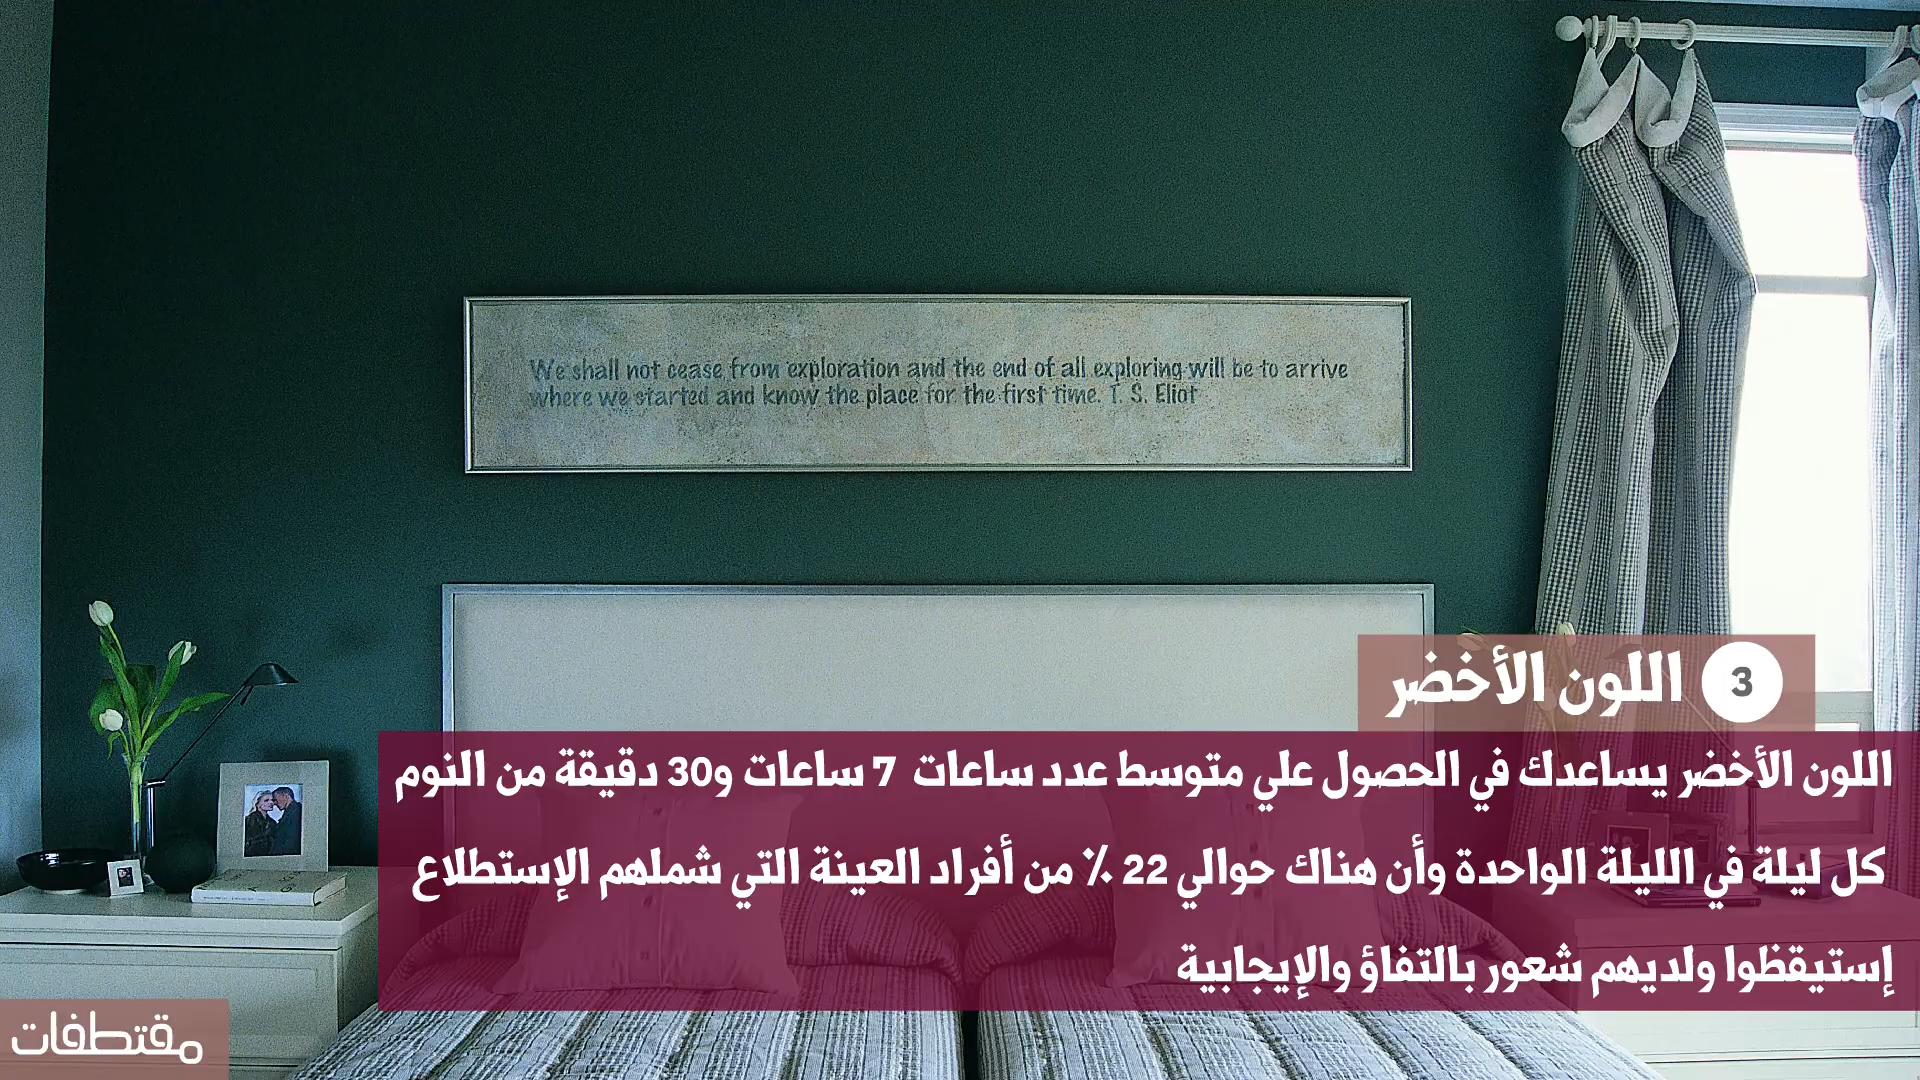 We shall not cease from exploration and the end of all exploring will be to arrive
where we started and know the place for the first time. T. S. Eliot
3 اللون الأخضر
اللون الأخضر يساعدك في الحصول علي متوسط عدد ساعات 7 ساعات و30 دقيقة من النوم
كل ليلة في الليلة الواحدة وأن هناك حوالي 22 ٪ من أفراد العينة التي شملهم الإستطلاع
إستيقظوا ولديهم شعور بالتفاؤ والإيجابية
مقتطفات